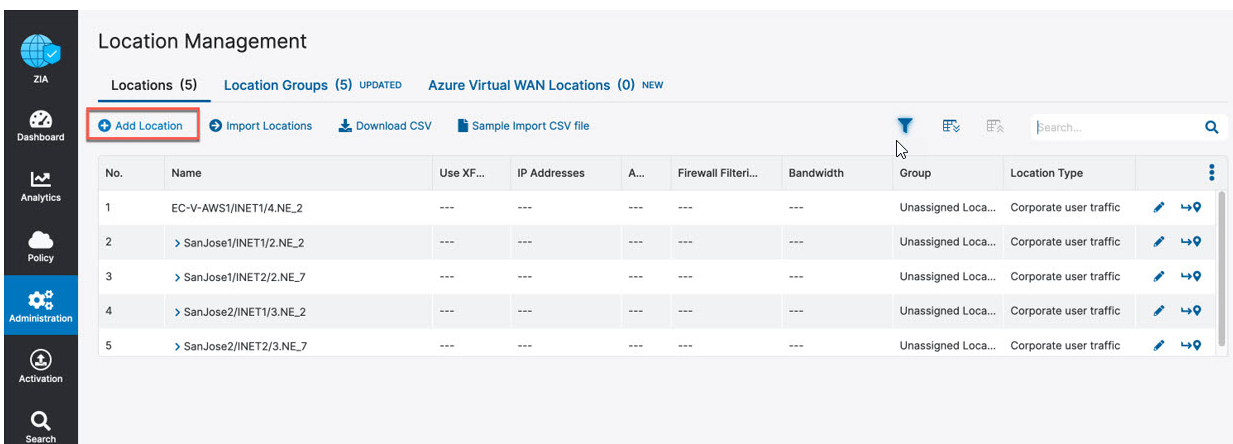 Location Management
ZIA
Locations (5) Location Groups (5) UPDATED Azure Virtual WAN Locations (0) NEW
Dashboard
Add Location Import Locations Download CSV Sample Import CSV file Search...
No. Name Use XF... IP Addresses A... Firewall Filteri... Bandwidth Group Location Type
Analytics
1 EC-V-AWS1/INET1/4.NE_2 --- --- --- --- --- Unassigned Loca... Corporate user traffic
2 SanJose1/INET1/2.NE_2 --- --- --- --- --- Unassigned Loca... Corporate user traffic
Policy
3 SanJose1/INET2/2.NE_7 --- --- --- --- --- Unassigned Loca... Corporate user traffic
4 SanJose2/INET1/3.NE_2 --- --- --- --- --- Unassigned Loca... Corporate user traffic
Administration
5 SanJose2/INET2/3.NE_7 --- --- --- --- --- Unassigned Loca... Corporate user traffic
Activation
Search